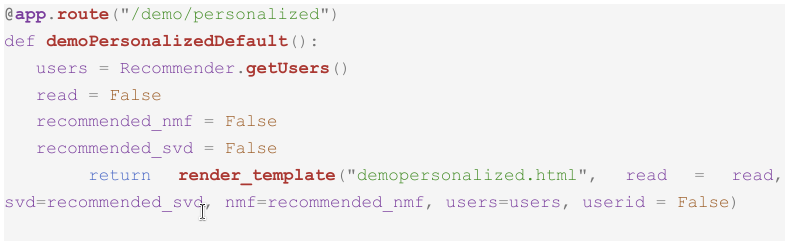 @app.route("/demo/personalized")
def demoPersonalizedDefault():
users = Recommender.getUsers()
read = False
recommended_nmf = False
recommended_svd = False
return render_template("demopersonalized.html", read = read,
svd=recommended_svd, nmf=recommended_nmf, users=users, userid = False)